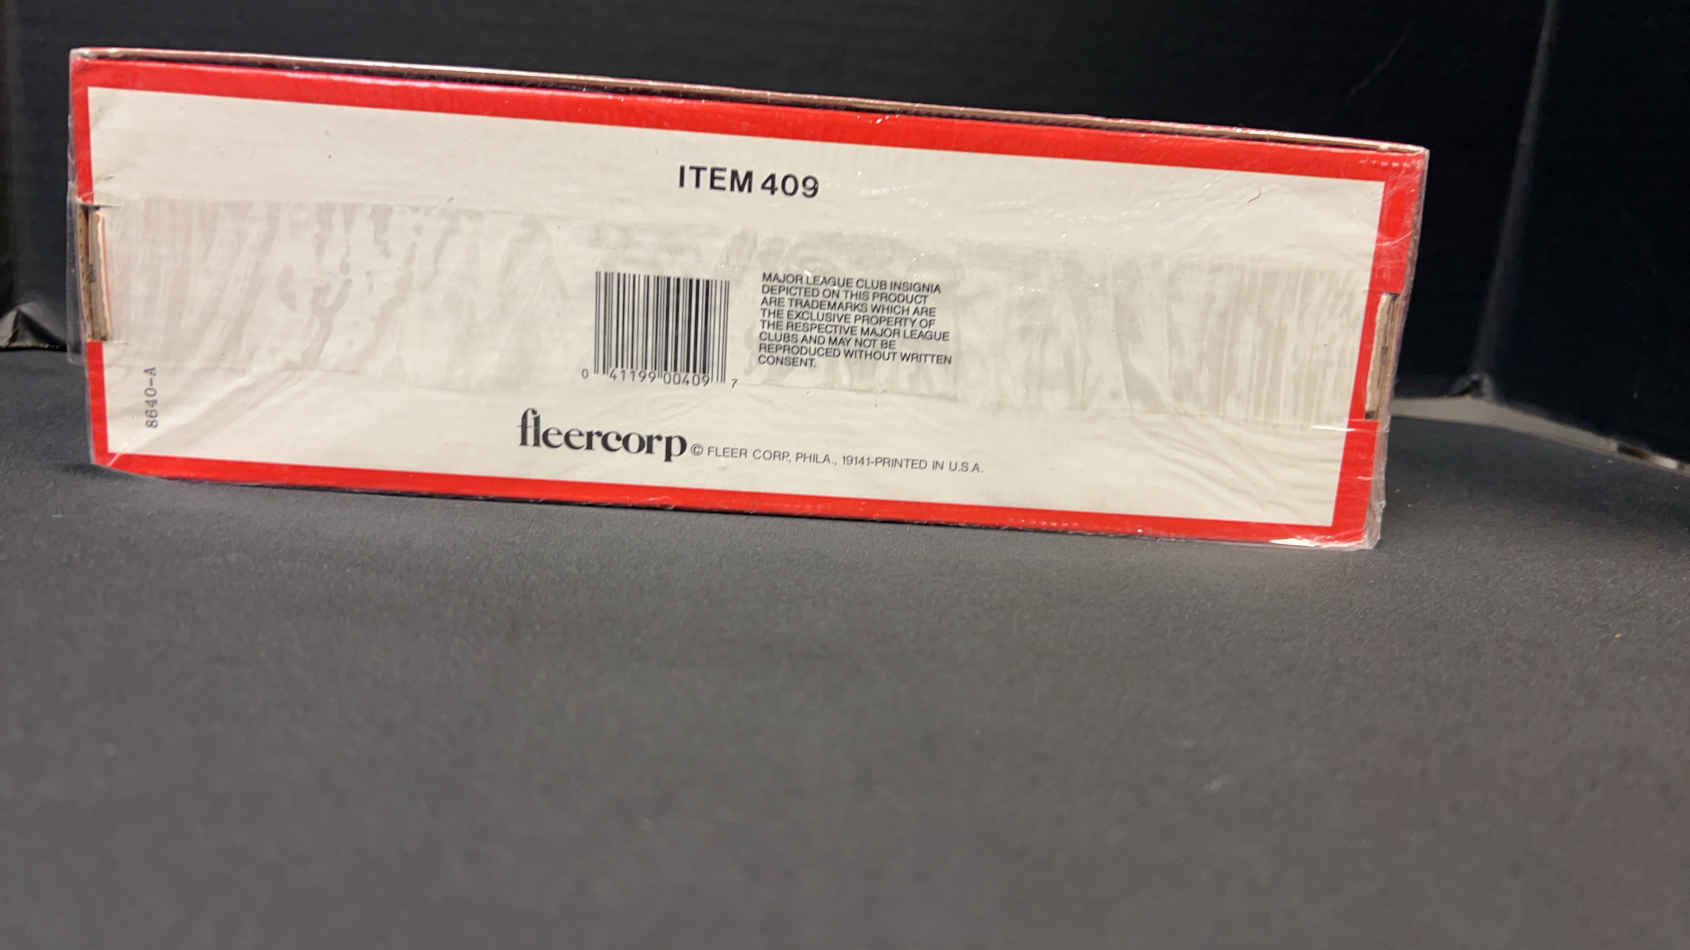 ITEM 409
MAJOR LEAGUE CLUB INSIGNIA
DEPICTED ON THIS PRODUCT
ARE TRADEMARKS WHICH ARE
THE EXCLUSIVE PROPERTY OF
THE RESPECTIVE MAJOR LEAGUE
CLUBS AND MAY NOT BE
REPRODUCED WITHOUT WRITTEN
CONSENT.
0 41199 00409 7
8640-A
fleercorp © FLEER CORP, PHILA., 19141-PRINTED IN U.S.A.